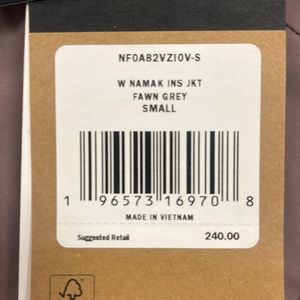 NF0A82VZI0V-S
W NAMAK INS JKT
FAWN GREY
SMALL
1 96573 16970 8
MADE IN VIETNAM
Suggested Retail 240.00